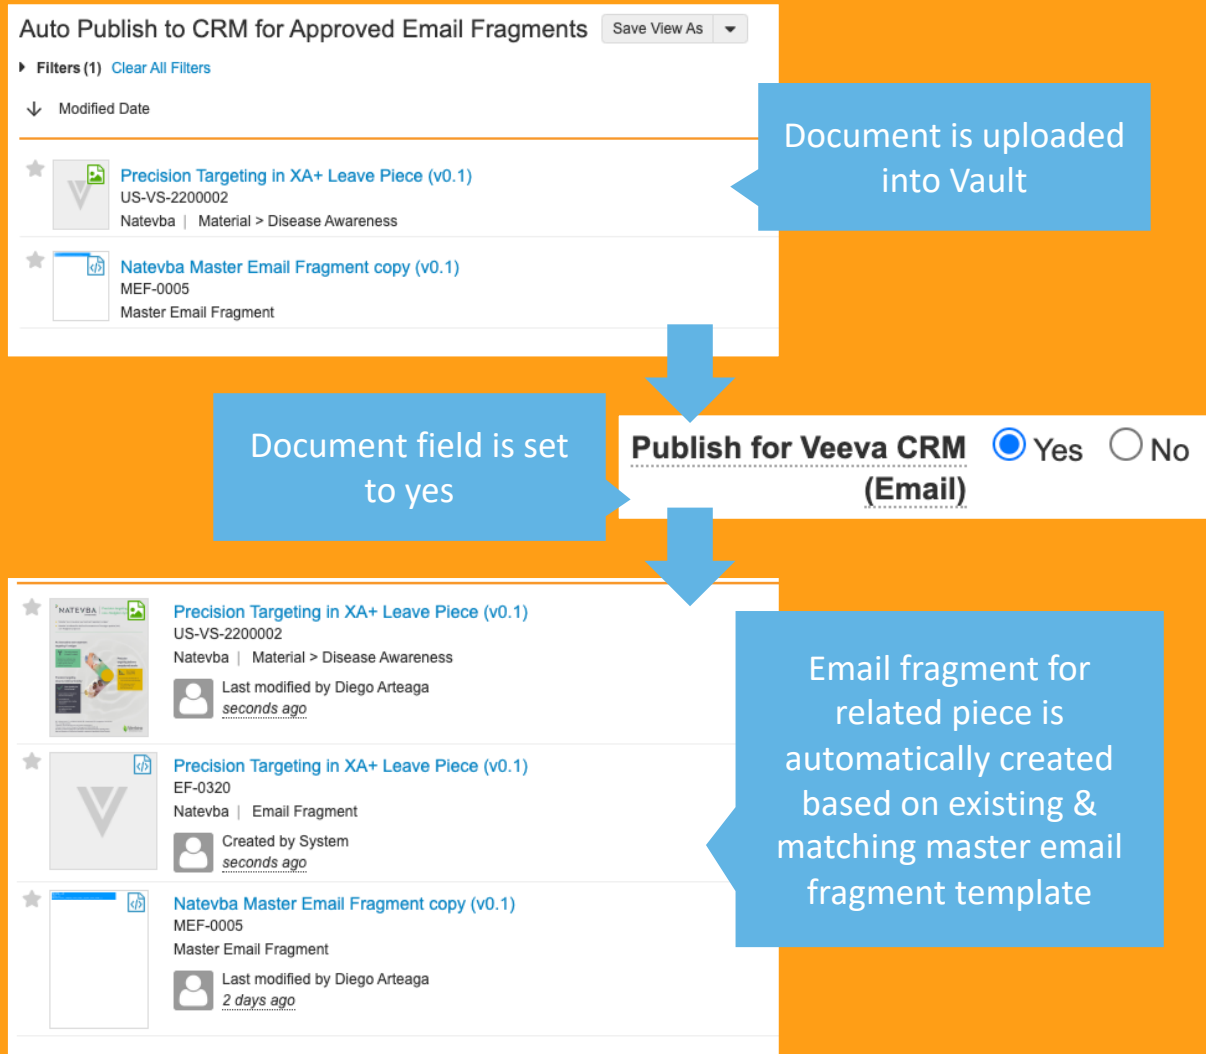 Auto Publish to CRM for Approved Email Fragments
Save View As
Filters (1) Clear All Filters
Modified Date
Precision Targeting in XA+ Leave Piece (v0.1)
US-VS-2200002
Natevba | Material > Disease Awareness
Natevba Master Email Fragment copy (v0.1)
MEF-0005
Master Email Fragment
Document is uploaded
into Vault
Document field is set
to yes
Publish for Veeva CRM
(Email)
Yes
No
NATEVBA
Precision Targeting in XA+ Leave Piece (v0.1)
US-VS-2200002
Natevba | Material > Disease Awareness
Last modified by Diego Arteaga
seconds ago
Precision Targeting in XA+ Leave Piece (v0.1)
EF-0320
Natevba | Email Fragment
Created by System
seconds ago
Natevba Master Email Fragment copy (v0.1)
MEF-0005
Master Email Fragment
Last modified by Diego Arteaga
2 days ago
Email fragment for
related piece is
automatically created
based on existing &
matching master email
fragment template